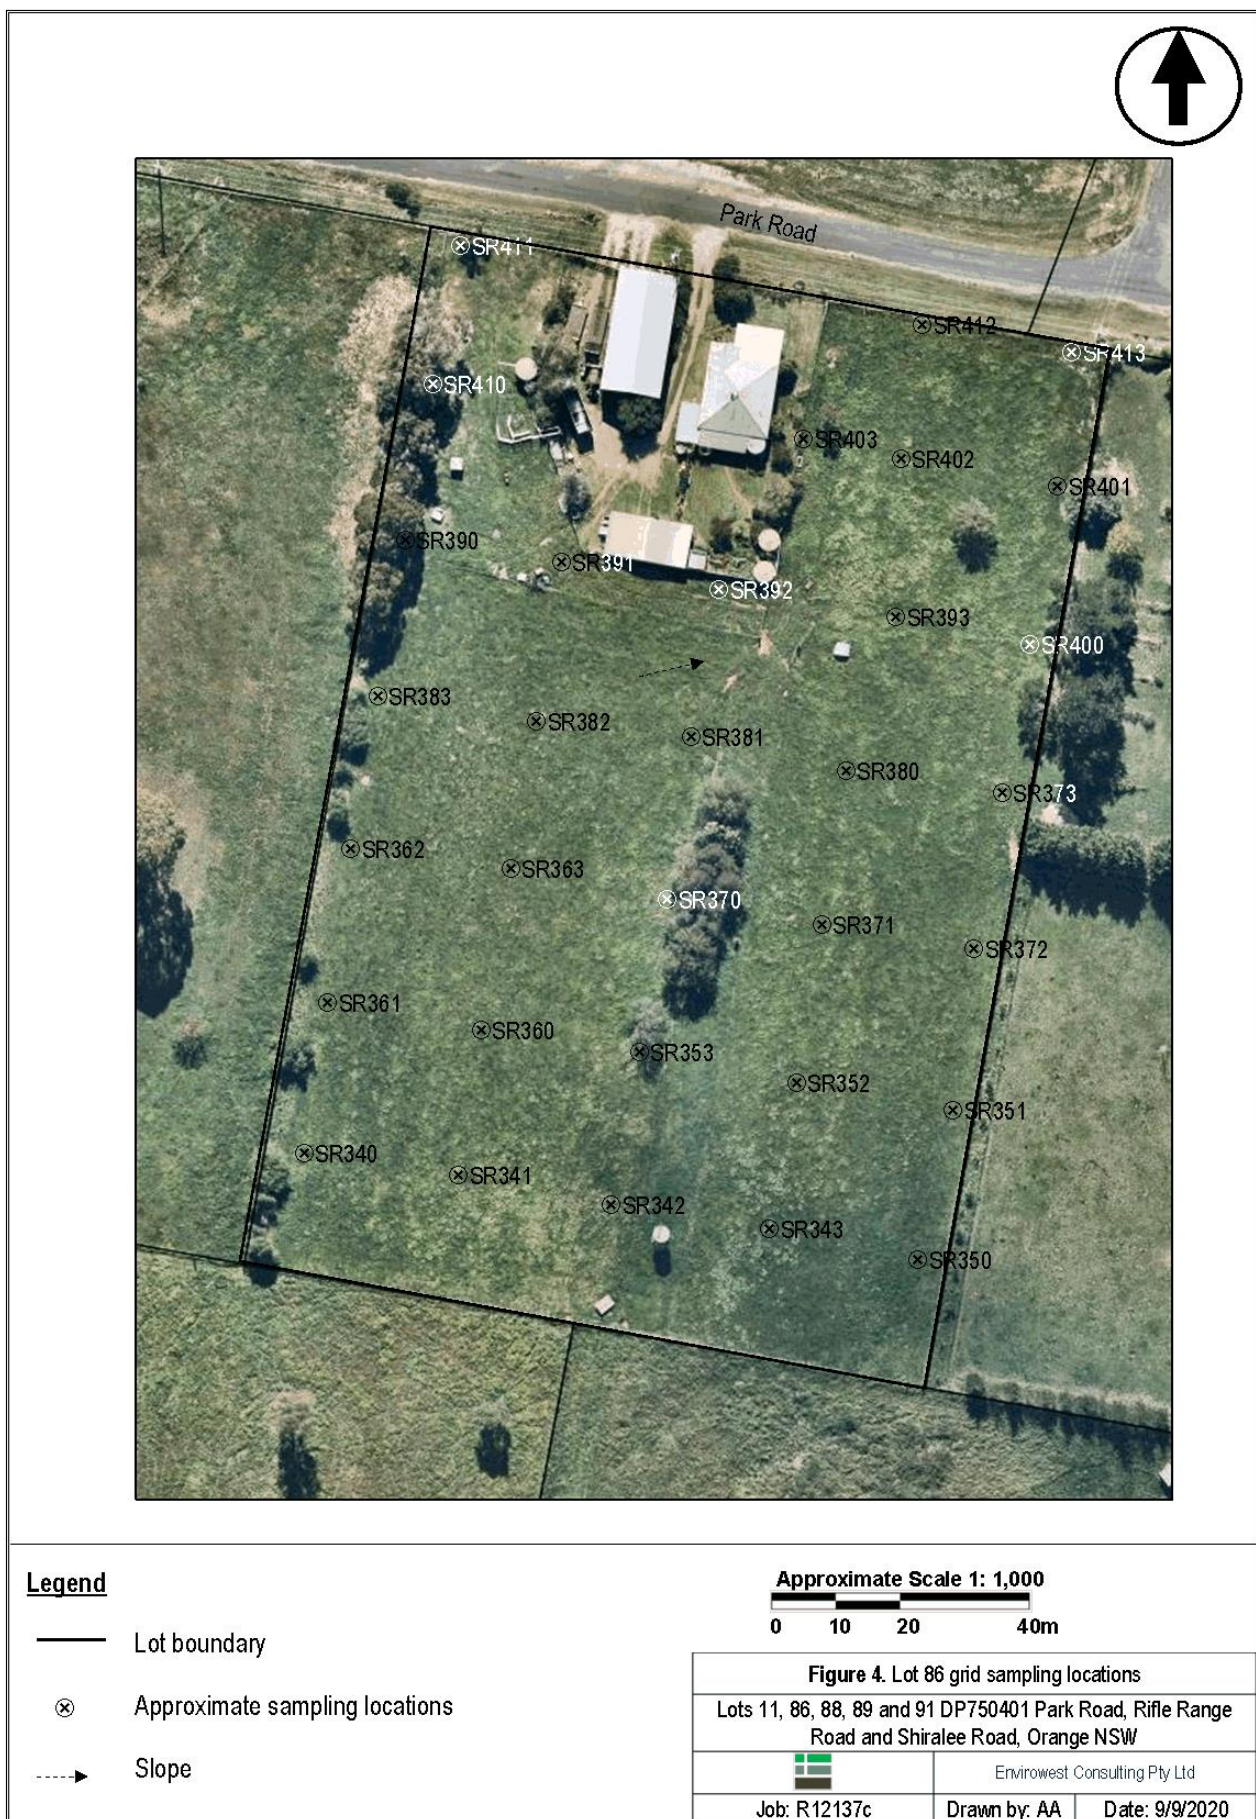 Park Road
SR411
SR412
SR413
SR410
SR403
SR402
SR401
SR390
SR391
SR392
SR393
SR400
SR383
SR382
SR381
SR380
SR373
SR362
SR363
SR370
SR371
SR372
SR361
SR360
SR353
SR352
SR351
SR340
SR341
SR342
SR343
SR350
Legend
Lot boundary
Approximate sampling locations
Slope
Approximate Scale 1: 1,000
0 10 20 40m
Figure 4. Lot 86 grid sampling locations
Lots 11, 86, 88, 89 and 91 DP750401 Park Road, Rifle Range
Road and Shiralee Road, Orange NSW
Envirowest Consulting Pty Ltd
Job: R12137c Drawn by: AA Date: 9/9/2020